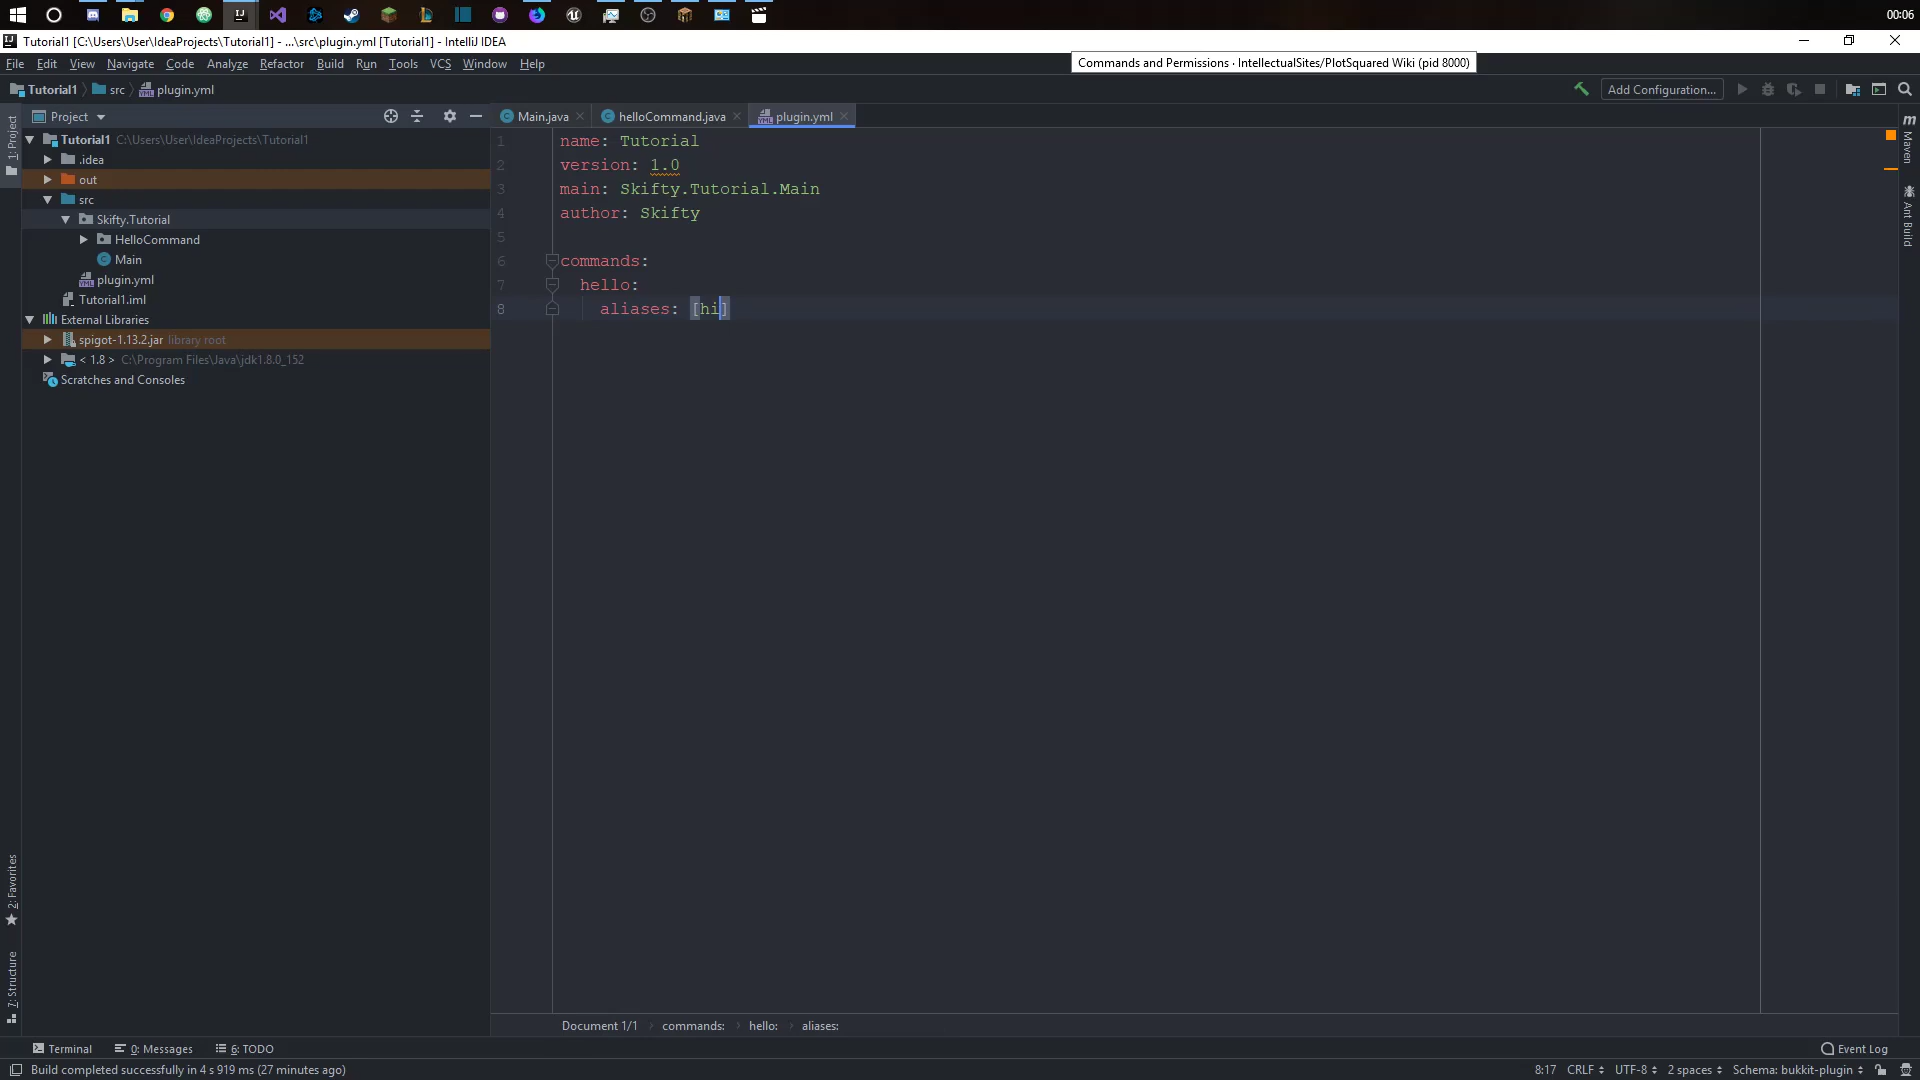 00:06
Tutorial1 [C:\Users\User\IdeaProjects\Tutorial1] - ...\src\plugin.yml [Tutorial1] - IntelliJ IDEA
File Edit View Navigate Code Analyze Refactor Build Run Tools VCS Window Help
Commands and Permissions · IntellectualSites/PlotSquared Wiki (pid 8000)
Tutorial1 src plugin.yml
Add Configuration...
Project
Main.java
helloCommand.java
plugin.yml
1: Project
Tutorial1 C:\Users\User\IdeaProjects\Tutorial1
.idea
out
src
Skifty.Tutorial
HelloCommand
Main
plugin.yml
Tutorial1.iml
External Libraries
spigot-1.13.2.jar library root
< 1.8 > C:\Program Files\Java\jdk1.8.0_152
Scratches and Consoles
2: Favorites
7: Structure
1 name: Tutorial
2 version: 1.0
3 main: Skifty.Tutorial.Main
4 author: Skifty
5
6 commands:
7 hello:
8 aliases: [hi]
m
Maven
Ant Build
Document 1/1 › commands: › hello: › aliases:
Terminal
0: Messages
6: TODO
Event Log
Build completed successfully in 4 s 919 ms (27 minutes ago)
8:17 CRLF UTF-8 2 spaces Schema: bukkit-plugin